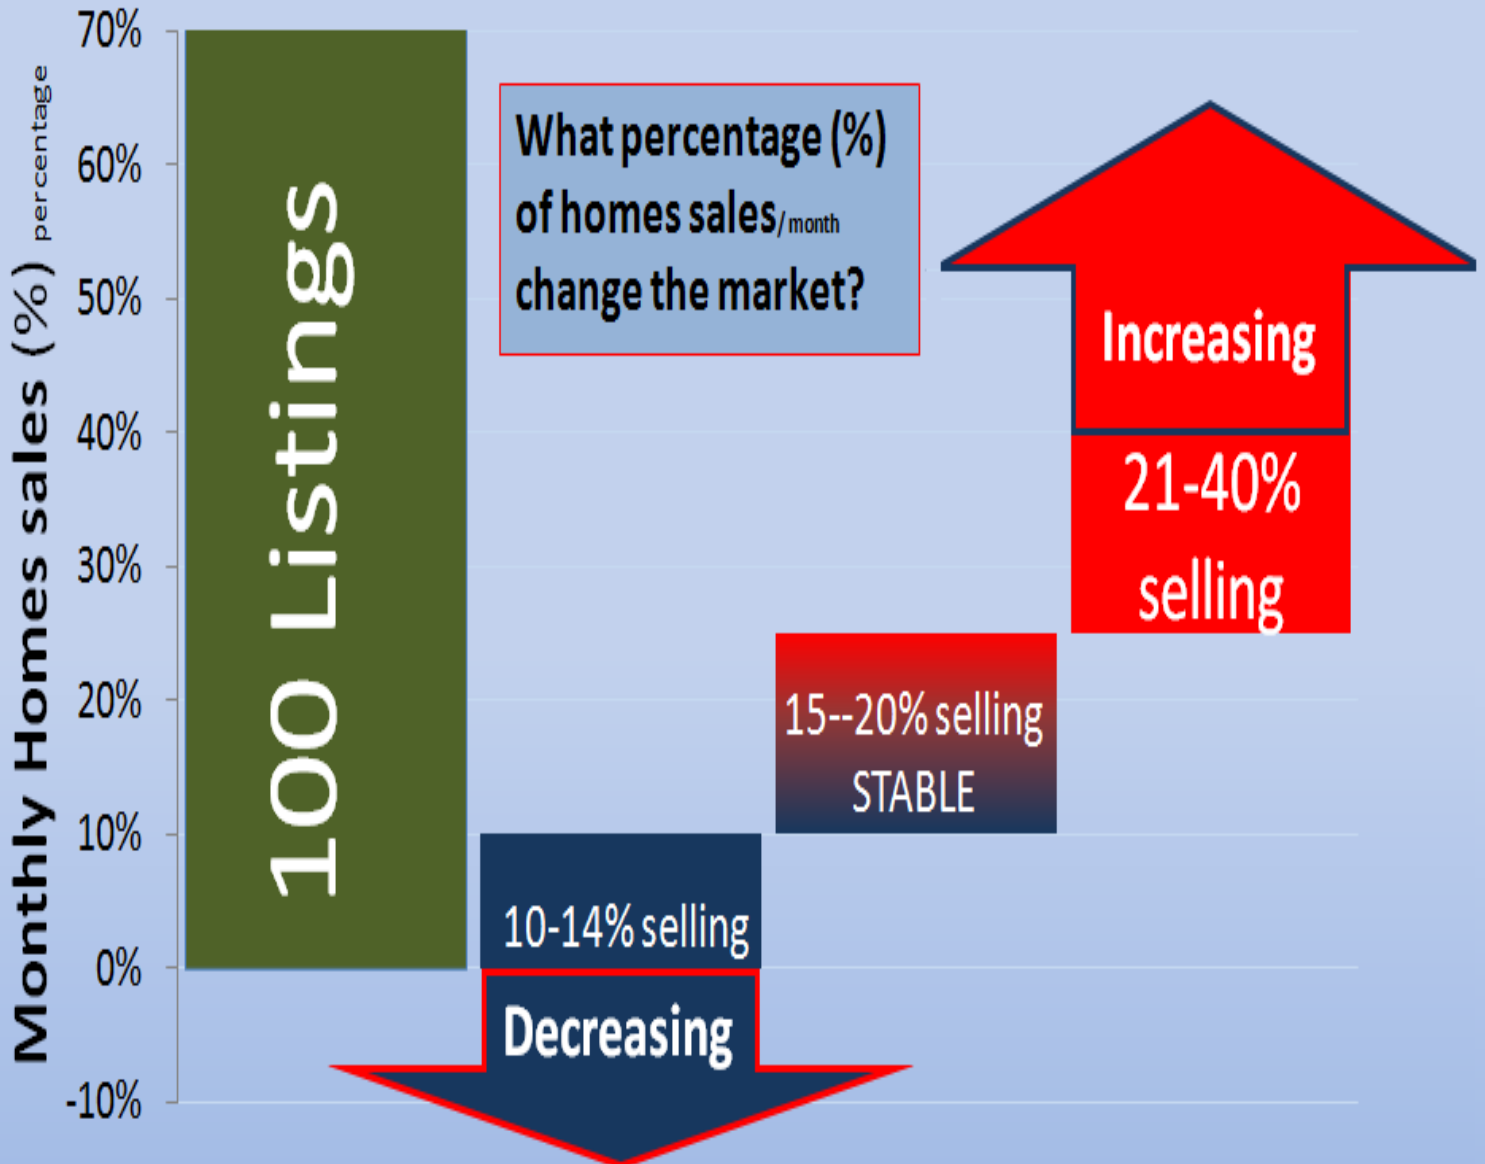 Monthly Homes sales (%) percentage
70%
60%
50%
40%
30%
20%
10%
0%
-10%
100 Listings
What percentage (%)
of homes sales/ month
change the market?
10-14% selling
Decreasing
15--20% selling
STABLE
Increasing
21-40%
selling